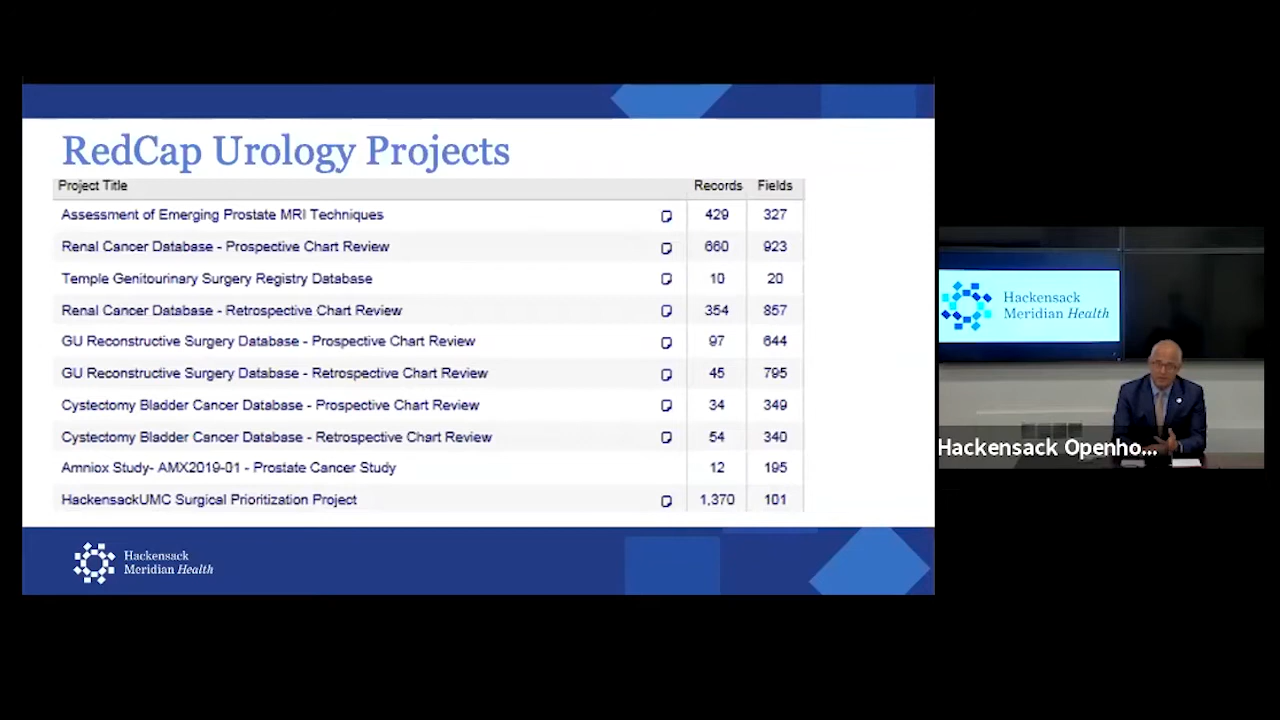 RedCap Urology Projects
Project Title Records Fields
Assessment of Emerging Prostate MRI Techniques 429 327
Renal Cancer Database - Prospective Chart Review 660 923
Temple Genitourinary Surgery Registry Database 10 20
Renal Cancer Database - Retrospective Chart Review 354 857
GU Reconstructive Surgery Database - Prospective Chart Review 97 644
GU Reconstructive Surgery Database - Retrospective Chart Review 45 795
Cystectomy Bladder Cancer Database - Prospective Chart Review 34 349
Cystectomy Bladder Cancer Database - Retrospective Chart Review 54 340
Amniox Study- AMX2019-01 - Prostate Cancer Study 12 195
HackensackUMC Surgical Prioritization Project 1,370 101
Hackensack
Meridian Health
Hackensack
Meridian Health
Hackensack Openho...